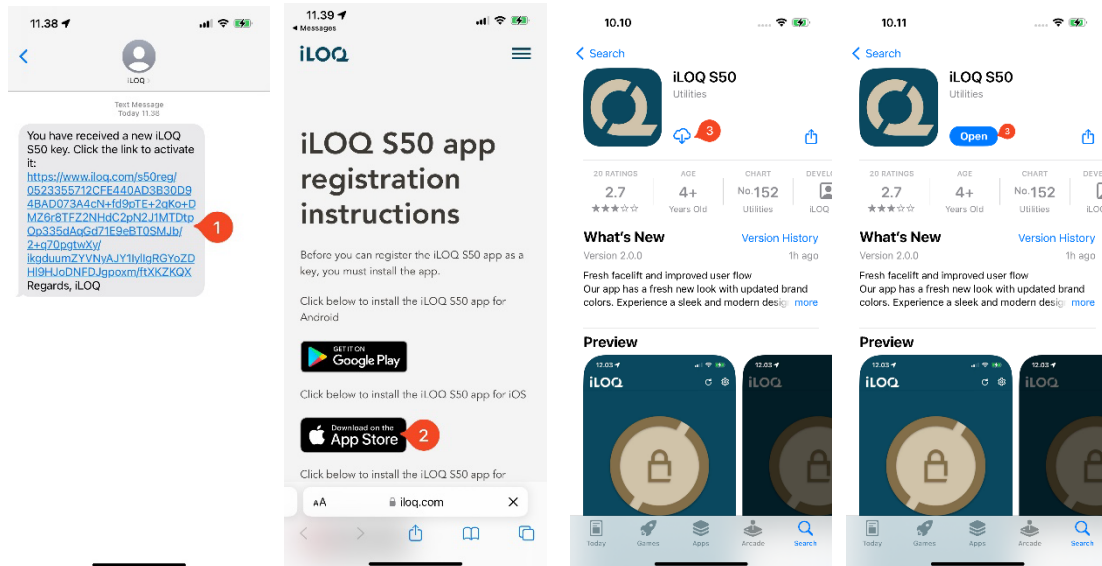 11.38
iLOQ
Text Message
Today 11.38
You have received a new iLOQ
S50 key. Click the link to activate
it:
https://www.iloq.com/s50reg/
0523355712CFE440AD3B30D9
4BAD073A4cN+fd9pTE+2qKo+D
MZ6r8TFZ2NHdC2pN2J1MTDtp
Op335dAqGd71E9eBT0SMJb/
2+q70pgtwXy/
ikgduumZYVNvAJY1IyIlgRGYoZD
HI9HJoDNFDJgpoxm/ftXKZKQX
Regards, iLOQ
1
11.39
Messages
iLOQ
iLOQ S50 app
registration
instructions
Before you can register the iLOQ S50 app as a
key, you must install the app.
Click below to install the iLOQ S50 app for
Android
GET IT ON
Google Play
Click below to install the iLOQ S50 app for iOS
Download on the
App Store
2
Click below to install the iLOQ S50 app for
AA
iloq.com
10.10
Search
iLOQ S50
Utilities
3
20 RATINGS
AGE
CHART
DEVELO
2.7
4+
No.152
Years Old
Utilities
iLOQ
What's New
Version History
Version 2.0.0
1h ago
Fresh facelift and improved user flow
Our app has a fresh new look with updated brand
colors. Experience a sleek and modern desig more
Preview
12.03
iLOQ
12.03
iLOQ
Today
Games
Apps
Arcade
Search
10.11
Search
iLOQ S50
Utilities
Open
3
20 RATINGS
AGE
CHART
DEVE
2.7
4+
No.152
Years Old
Utilities
iLOQ
What's New
Version History
Version 2.0.0
1h ago
Fresh facelift and improved user flow
Our app has a fresh new look with updated brand
colors. Experience a sleek and modern desig more
Preview
12.03
iLOQ
12.03
iLOQ
Today
Games
Apps
Arcade
Search